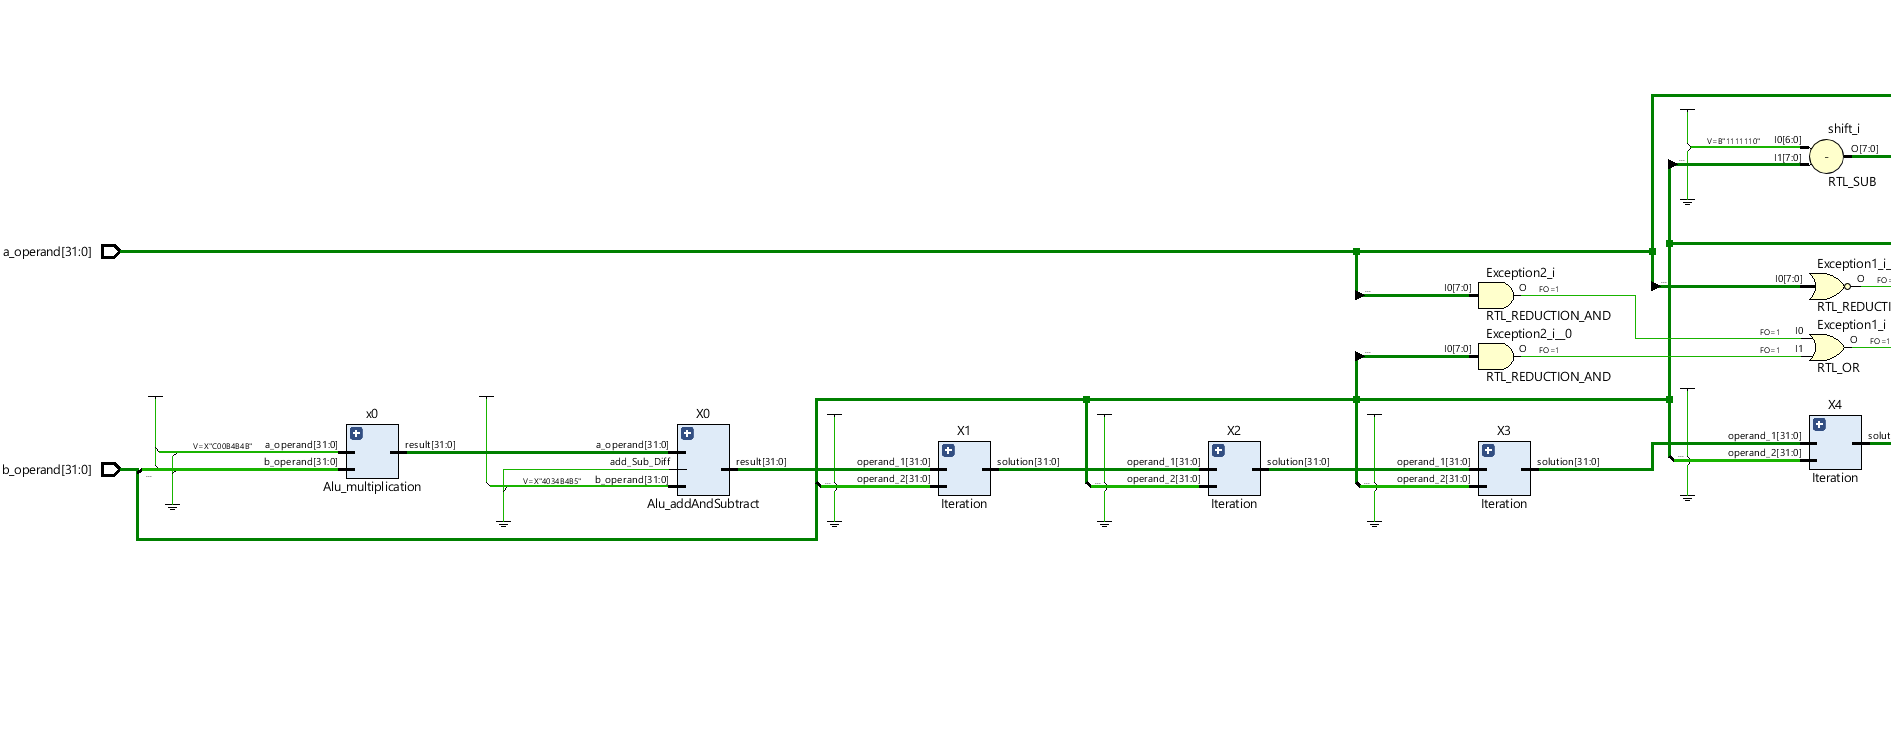 shift_i
V=B"1111110"
I0[6:0]
I1[7:0]
O[7:0]
-
RTL_SUB
a_operand[31:0]
Exception2_i
I0[7:0]
O
FO=1
RTL_REDUCTION_AND
Exception1_i_
I0[7:0]
O
FO=
RTL_REDUCTI
Exception2_i__0
I0[7:0]
O
FO=1
RTL_REDUCTION_AND
Exception1_i
FO=1
I0
FO=1
I1
O
FO=1
RTL_OR
b_operand[31:0]
...
x0
V=X"C00B4B4B"
a_operand[31:0]
b_operand[31:0]
result[31:0]
Alu_multiplication
X0
a_operand[31:0]
add_Sub_Diff
V=X"4034B4B5"
b_operand[31:0]
result[31:0]
Alu_addAndSubtract
X1
operand_1[31:0]
operand_2[31:0]
solution[31:0]
Iteration
X2
operand_1[31:0]
operand_2[31:0]
solution[31:0]
Iteration
X3
operand_1[31:0]
operand_2[31:0]
solution[31:0]
Iteration
X4
operand_1[31:0]
operand_2[31:0]
solut
Iteration